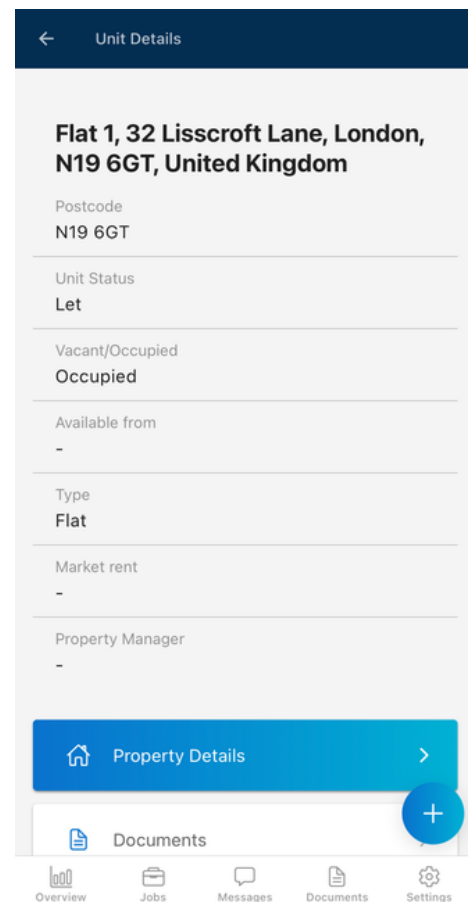 Unit Details
Flat 1, 32 Lisscroft Lane, London,
N19 6GT, United Kingdom
Postcode
N19 6GT
Unit Status
Let
Vacant/Occupied
Occupied
Available from
-
Type
Flat
Market rent
-
Property Manager
-
Property Details
Documents
Overview Jobs Messages Documents Settings